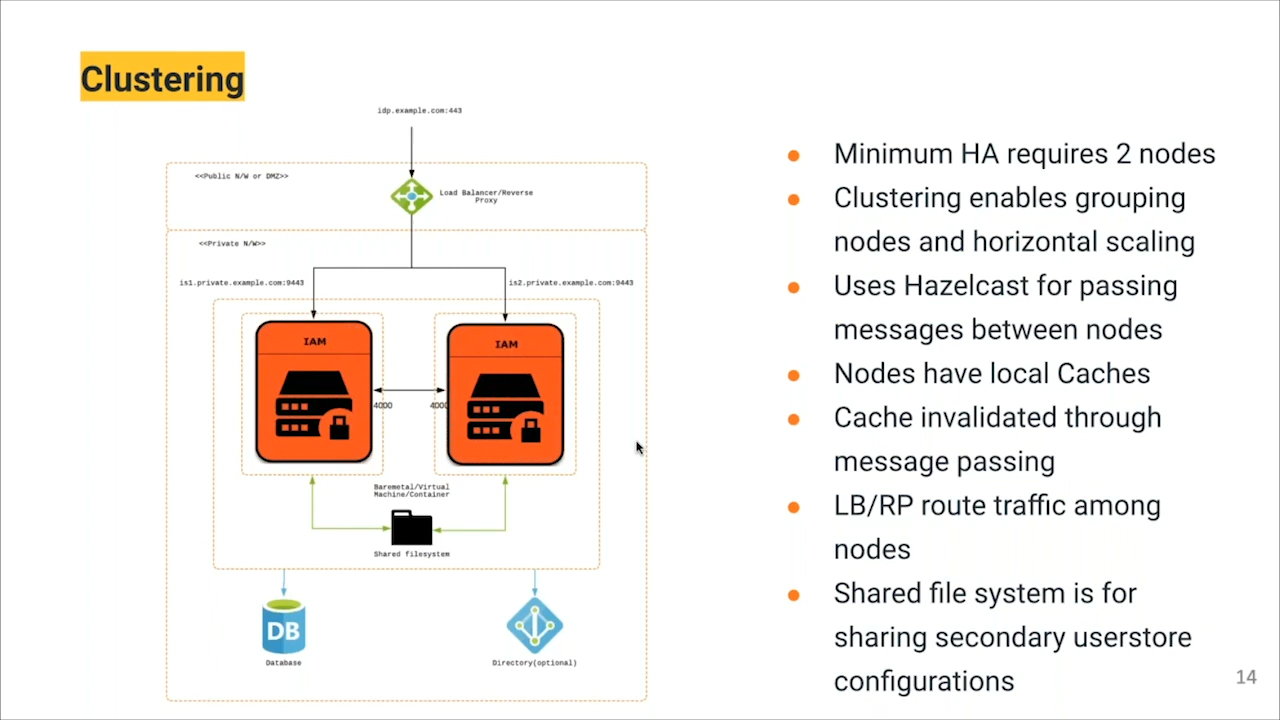 Clustering
idp.example.com:443
<<Public N/W or DMZ>>
Load Balancer/Reverse
Proxy
<<Private N/W>>
is1.private.example.com:9443
is2.private.example.com:9443
IAM
IAM
4000
4000
Baremetal/Virtual
Machine/Container
Shared filesystem
DB
Database
Directory(optional)
Minimum HA requires 2 nodes
Clustering enables grouping
nodes and horizontal scaling
Uses Hazelcast for passing
messages between nodes
Nodes have local Caches
Cache invalidated through
message passing
LB/RP route traffic among
nodes
Shared file system is for
sharing secondary userstore
configurations
14